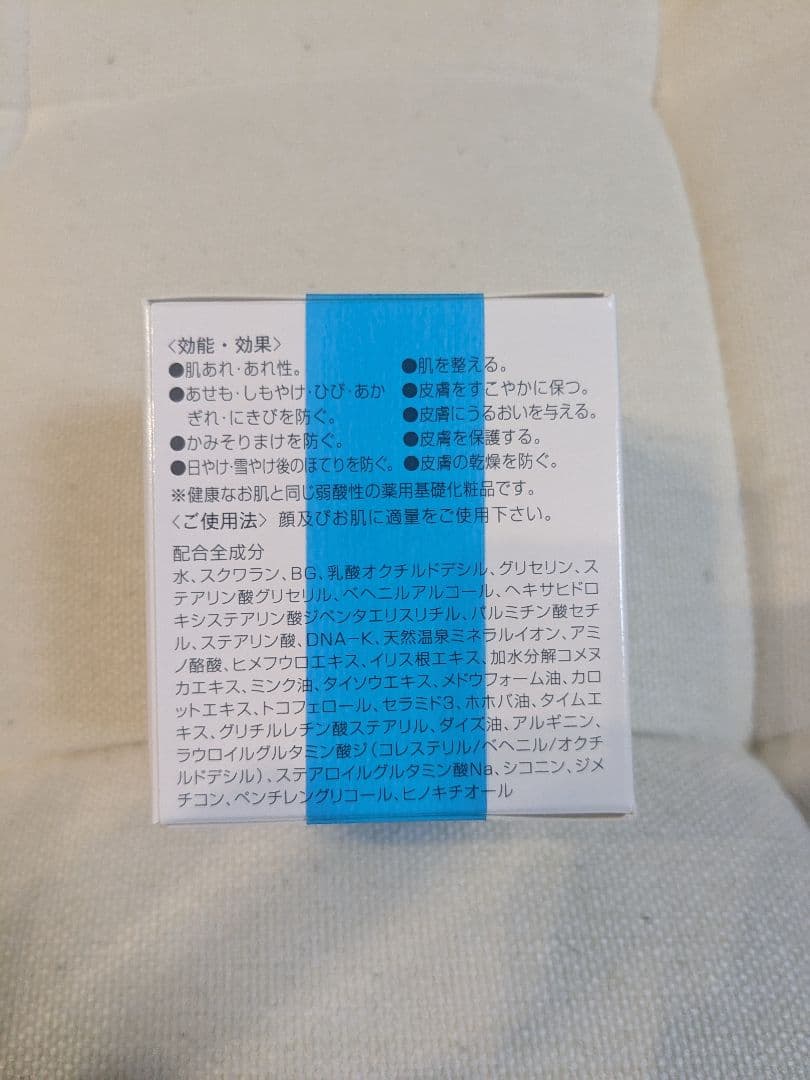 〈効能・効果〉
●肌あれ・あれ性。
●あせも・しもやけ・ひび・あか
ぎれ・にきびを防ぐ。
●かみそりまけを防ぐ。
●日やけ・雪やけ後のほてりを防ぐ。
●肌を整える。
●皮膚をすこやかに保つ。
●皮膚にうるおいを与える。
●皮膚を保護する。
●皮膚の乾燥を防ぐ。
※健康なお肌と同じ弱酸性の薬用基礎化粧品です。
〈ご使用法〉顔及びお肌に適量をご使用下さい。
配合全成分
水、スクワラン、BG、乳酸オクチルドデシル、グリセリン、ス
テアリン酸グリセリル、ベヘニルアルコール、ヘキサヒドロ
キシステアリン酸ジペンタエリスリチル、パルミチン酸セチ
ル、ステアリン酸、DNA-K、天然温泉ミネラルイオン、アミ
ノ酪酸、ヒメフウロエキス、イリス根エキス、加水分解コメヌ
カエキス、ミンク油、タイソウエキス、メドウフォーム油、カロ
ットエキス、トコフェロール、セラミド3、ホホバ油、タイムエ
キス、グリチルレチン酸ステアリル、ダイズ油、アルギニン、
ラウロイルグルタミン酸ジ（コレステリル/ベヘニル/オクチ
ルドデシル）、ステアロイルグルタミン酸Na、シコニン、ジメ
チコン、ペンチレングリコール、ヒノキチオール